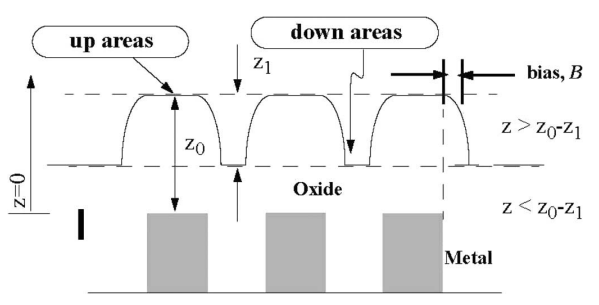 up areas
down areas
z1
bias, B
z0
z > z0-z1
z=0
Oxide
z < z0-z1
Metal